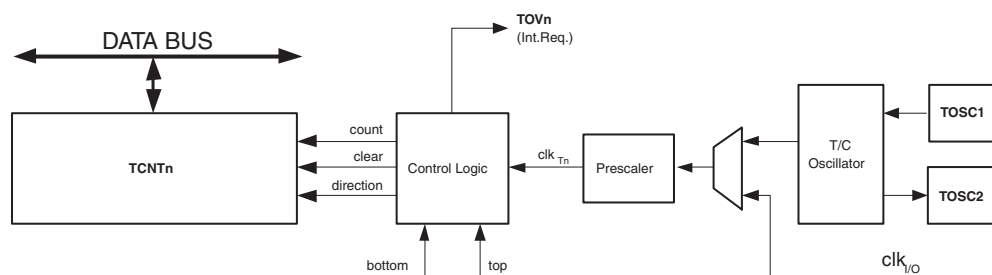 TOVn
(Int.Req.)
DATA BUS
TOSC1
count
T/C
Oscillator
TCNTn
clear
Control Logic
clk Tn
Prescaler
direction
TOSC2
bottom
top
clk I/O